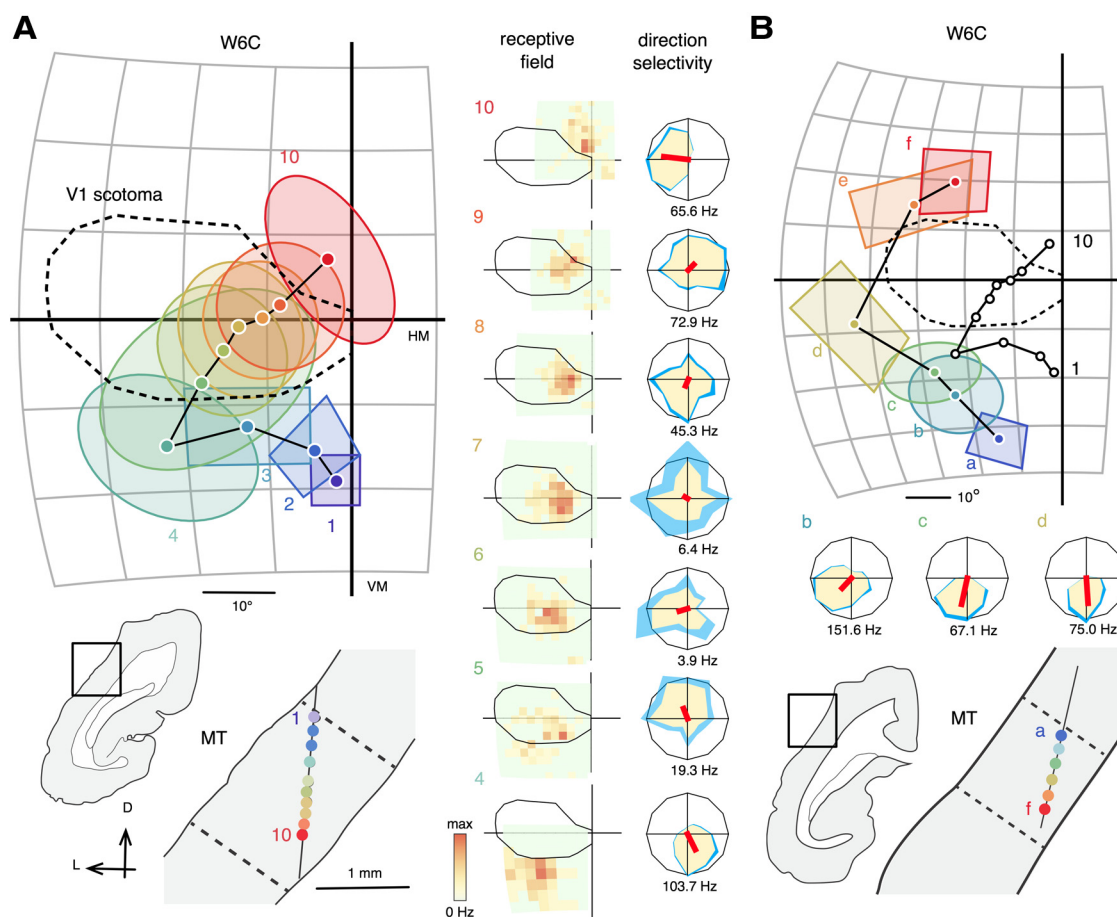 A
W6C
10
V1 scotoma
HM
4
3
2
1
VM
10°
MT
1
10
D
L
1 mm
receptive
field
direction
selectivity
10
65.6 Hz
9
72.9 Hz
8
45.3 Hz
7
6.4 Hz
6
3.9 Hz
5
19.3 Hz
4
103.7 Hz
max
0 Hz
B
W6C
f
e
10
d
1
c
b
a
10°
b
c
d
151.6 Hz
67.1 Hz
75.0 Hz
MT
a
f